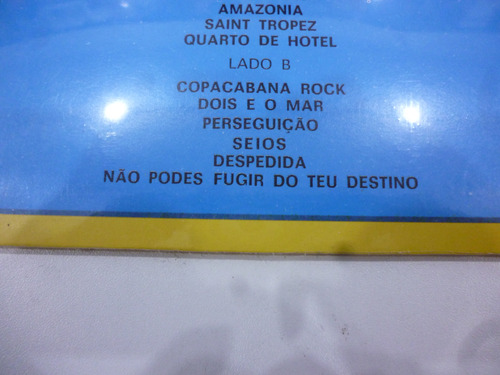 AMAZONIA
SAINT TROPEZ
QUARTO DE HOTEL
LADO B
COPACABANA ROCK
DOIS E O MAR
PERSEGUIÇÃO
SEIOS
DESPEDIDA
NÃO PODES FUGIR DO TEU DESTINO